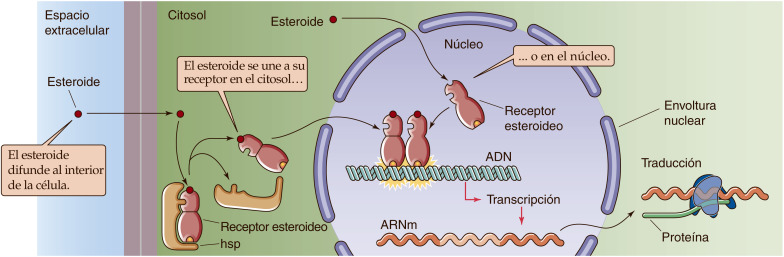 Espacio
extracelular
Citosol
Esteroide
Núcleo
... o en el núcleo.
El esteroide se une a su
receptor en el citosol...
Esteroide
Receptor
esteroideo
Envoltura
nuclear
El esteroide
difunde al interior
de la célula.
ADN
Traducción
Transcripción
Receptor esteroideo
hsp
ARNm
Proteína